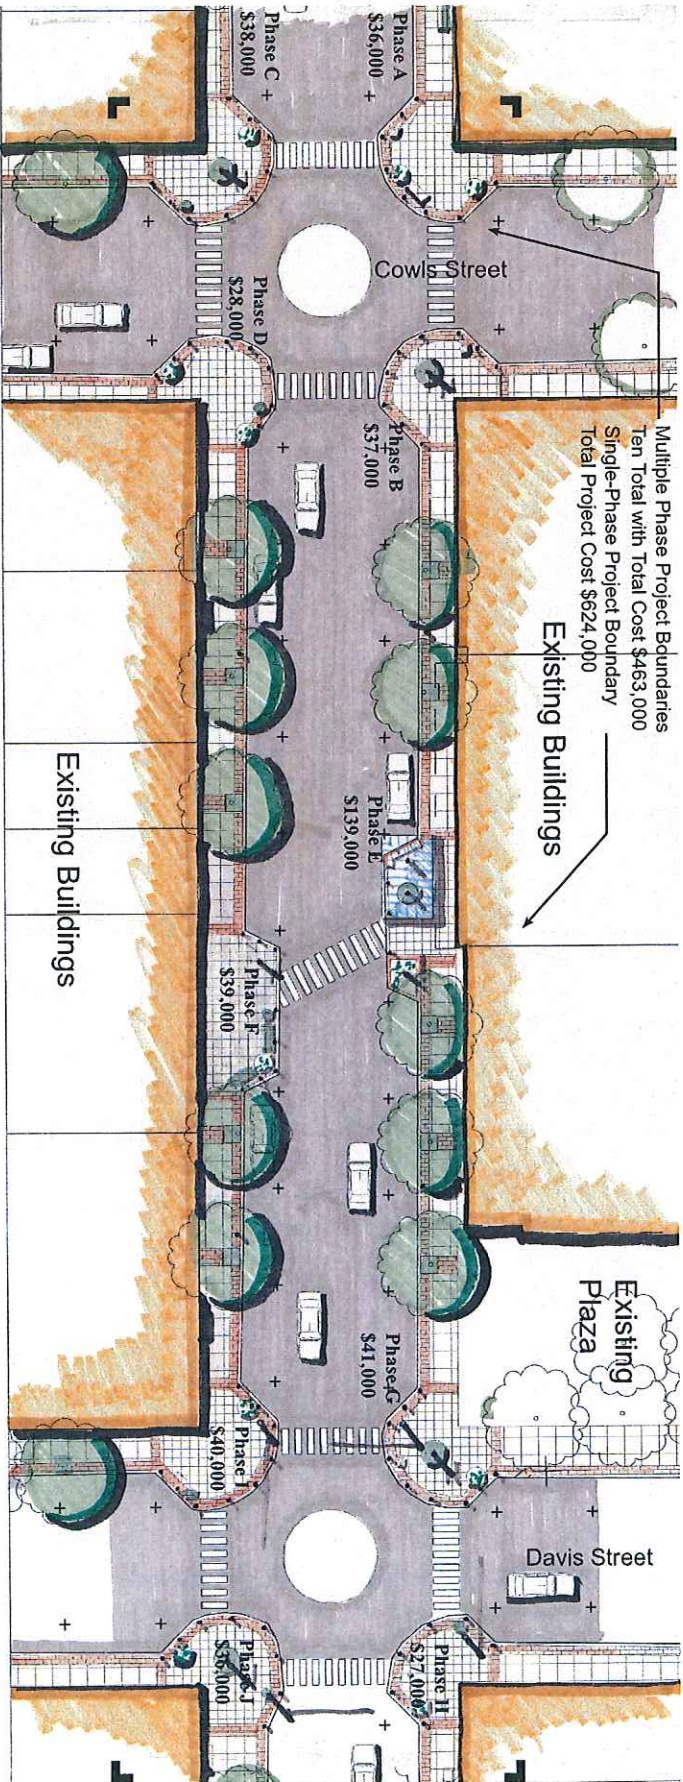 Phase C
$38,000
Phase A
$36,000
Cowls Street
Phase D
$28,000
Phase B
$37,000
Multiple Phase Project Boundaries
Ten Total with Total Cost $463,000
Single-Phase Project Boundary
Total Project Cost $624,000
Existing Buildings
Existing Buildings
Phase E
$139,000
Phase F
$39,000
Existing
Plaza
Phase G
$41,000
Phase I
$40,000
Davis Street
Phase H
$27,000
Phase J